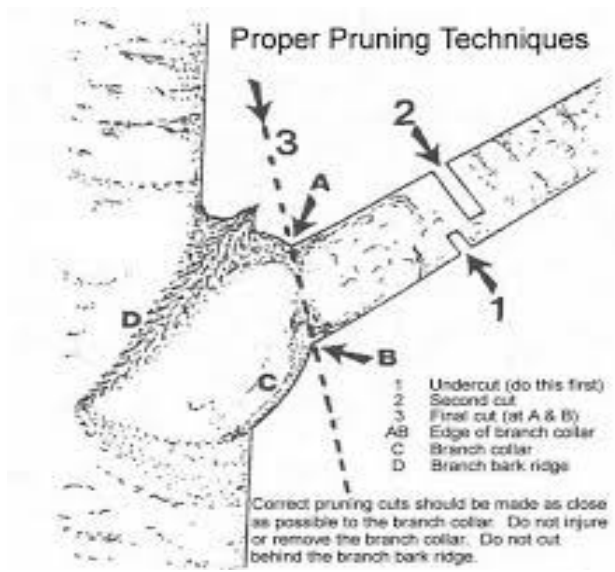 Proper Pruning Techniques
3
2
A
D
1
B
C
1 Undercut (do this first)
2 Second cut
3 Final cut (at A & B)
AB Edge of branch collar
C Branch collar
D Branch bark ridge
Correct pruning cuts should be made as close
as possible to the branch collar. Do not injure
or remove the branch collar. Do not cut
behind the branch bark ridge.